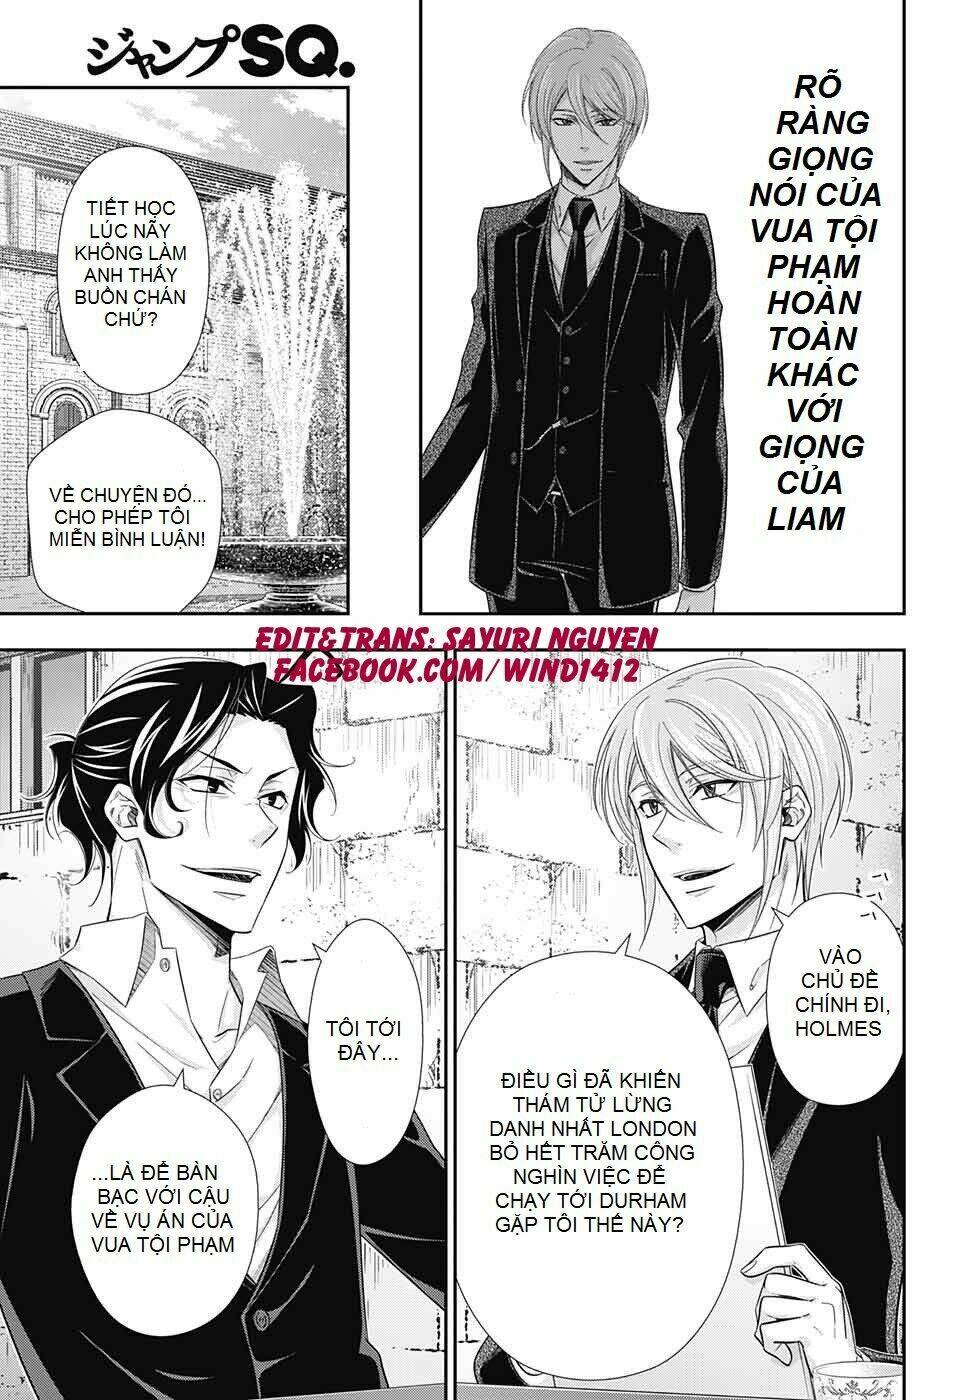 ジャンプSQ.
RÕ
RÀNG
GIỌNG
NÓI CỦA
VUA TỘI
PHẠM
HOÀN
TOÀN
KHÁC
VỚI
GIỌNG
CỦA
LIAM
TIẾT HỌC
LÚC NÃY
KHÔNG LÀM
ANH THẤY
BUỒN CHÁN
CHỨ?
VỀ CHUYỆN ĐÓ...
CHO PHÉP TÔI
MIỄN BÌNH LUẬN!
EDIT&TRANS: SAYURI NGUYEN
FACEBOOK.COM/WIND1412
VÀO
CHỦ ĐỀ
CHÍNH ĐI,
HOLMES
ĐIỀU GÌ ĐÃ KHIẾN
THÁM TỬ LỪNG
DANH NHẤT LONDON
BỎ HẾT TRĂM CÔNG
NGHÌN VIỆC ĐỂ
CHẠY TỚI DURHAM
GẶP TÔI THẾ NÀY?
TÔI TỚI
ĐÂY...
...LÀ ĐỂ BÀN
BẠC VỚI CẬU
VỀ VỤ ÁN CỦA
VUA TỘI PHẠM